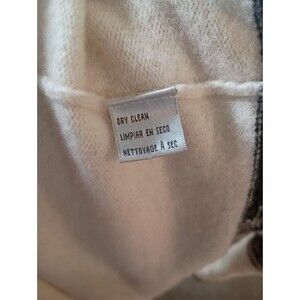 DRY CLEAN
LIMPIAR EN SECO
NETTOYAGE À SEC